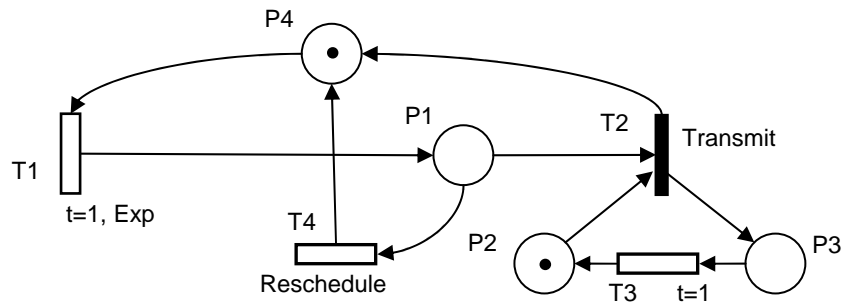 P4
P1
T2
Transmit
T1
t=1, Exp
T4
Reschedule
P2
P3
T3
t=1